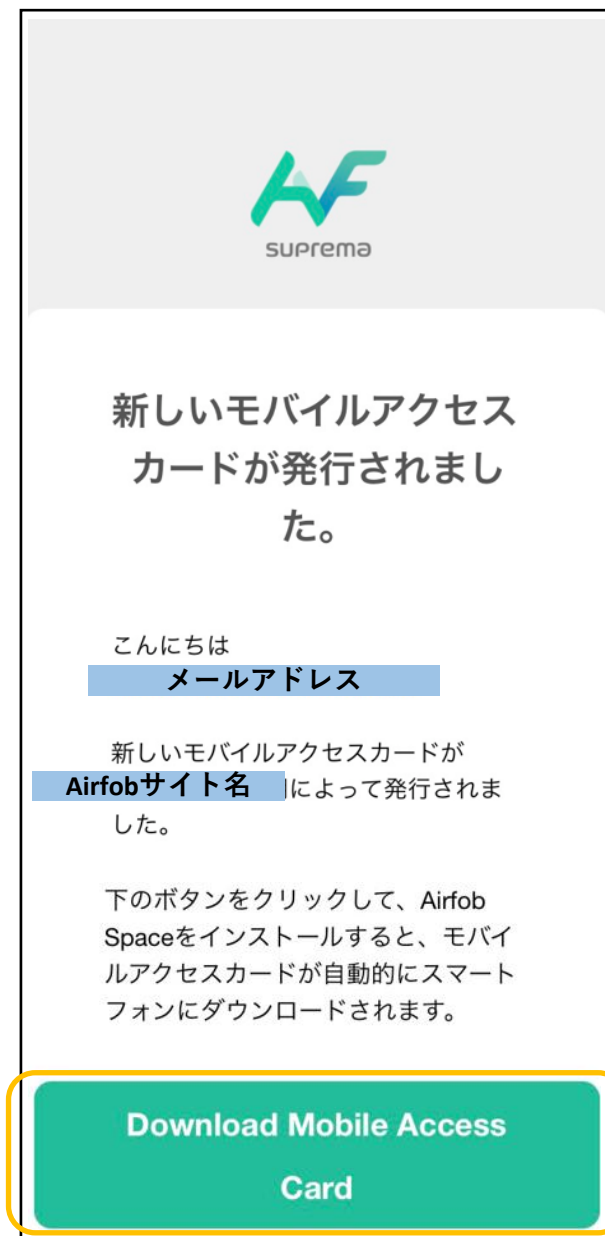 suprema
新しいモバイルアクセス
カードが発行されまし
た。
こんにちは
メールアドレス
新しいモバイルアクセスカードが
Airfobサイト名 によって発行されま
した。
下のボタンをクリックして、Airfob
Spaceをインストールすると、モバイ
ルアクセスカードが自動的にスマート
フォンにダウンロードされます。
Download Mobile Access
Card